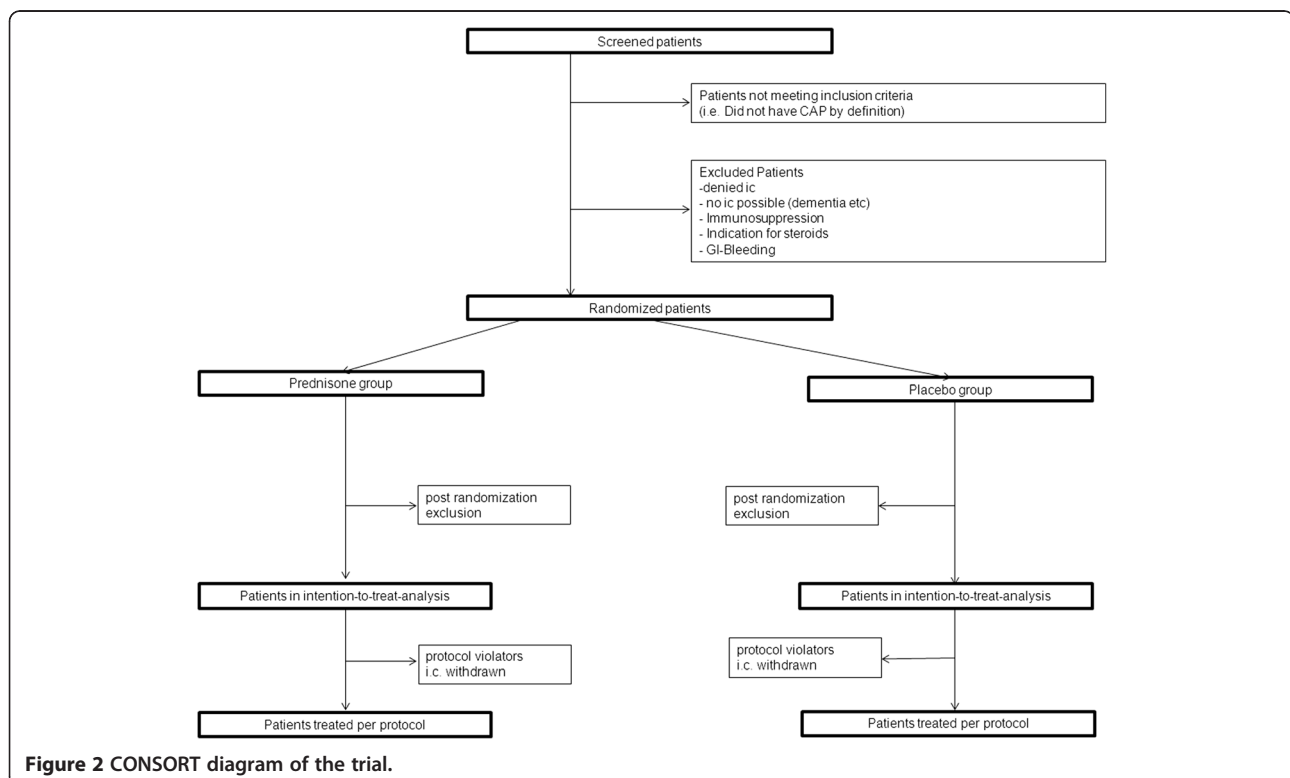 Screened patients
Patients not meeting inclusion criteria
(i.e. Did not have CAP by definition)
Excluded Patients
-denied ic
- no ic possible (dementia etc)
- Immunosuppression
- Indication for steroids
- GI-Bleeding
Randomized patients
Prednisone group
Placebo group
post randomization
exclusion
post randomization
exclusion
Patients in intention-to-treat-analysis
Patients in intention-to-treat-analysis
protocol violators
i.c. withdrawn
protocol violators
i.c. withdrawn
Patients treated per protocol
Patients treated per protocol
Figure 2 CONSORT diagram of the trial.